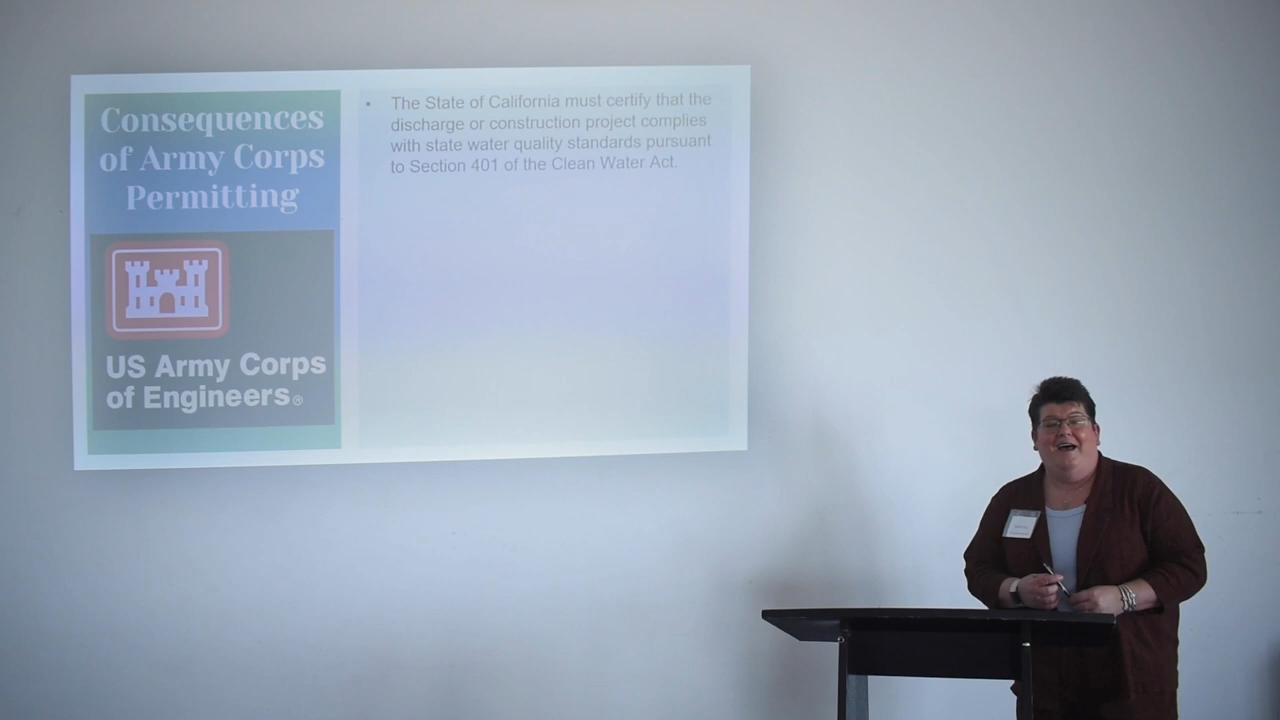 Consequences
of Army Corps
Permitting
US Army Corps
of Engineers®
• The State of California must certify that the
discharge or construction project complies
with state water quality standards pursuant
to Section 401 of the Clean Water Act.